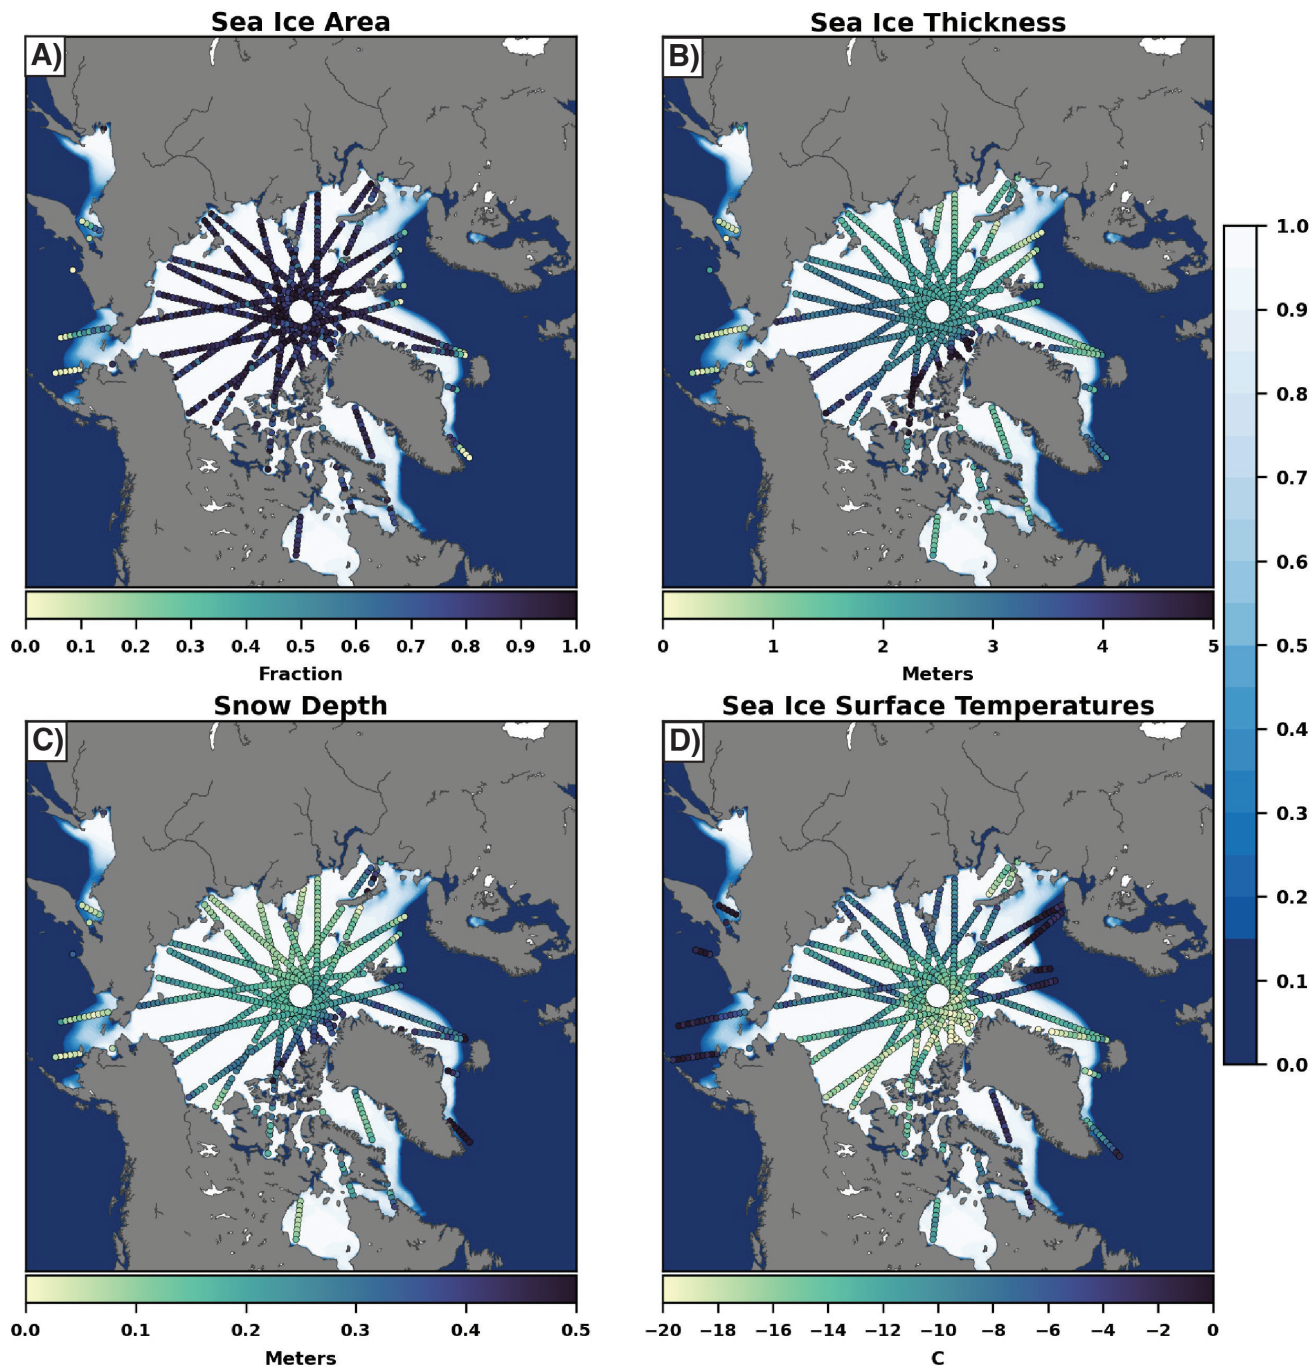 Sea Ice Area
Sea Ice Thickness
A)
B)
1.0
0.9
0.8
0.7
0.6
0.5
0.4
0.3
0.2
0.1
0.0
0.0 0.1 0.2 0.3 0.4 0.5 0.6 0.7 0.8 0.9 1.0
Fraction
0 1 2 3 4 5
Meters
Snow Depth
Sea Ice Surface Temperatures
C)
D)
0.0 0.1 0.2 0.3 0.4 0.5
Meters
−20 −18 −16 −14 −12 −10 −8 −6 −4 −2 0
C